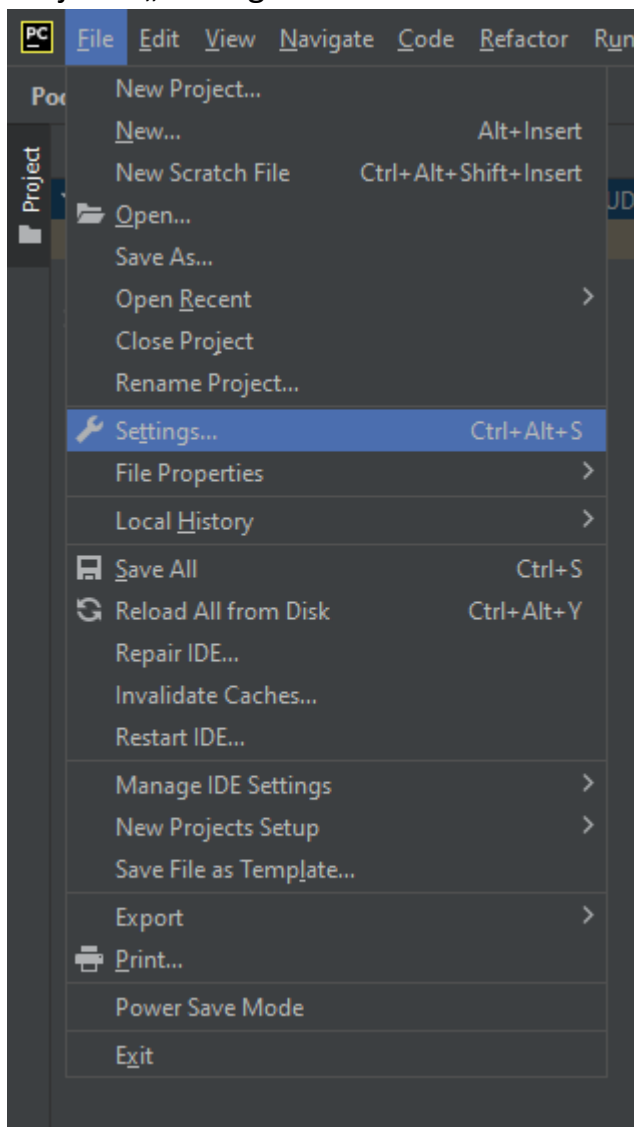 PC File Edit View Navigate Code Refactor Run
New Project...
New... Alt+Insert
Project
New Scratch File Ctrl+Alt+Shift+Insert
Open...
Save As...
Open Recent >
Close Project
Rename Project...
Settings... Ctrl+Alt+S
File Properties >
Local History >
Save All Ctrl+S
Reload All from Disk Ctrl+Alt+Y
Repair IDE...
Invalidate Caches...
Restart IDE...
Manage IDE Settings >
New Projects Setup >
Save File as Template...
Export >
Print...
Power Save Mode
Exit